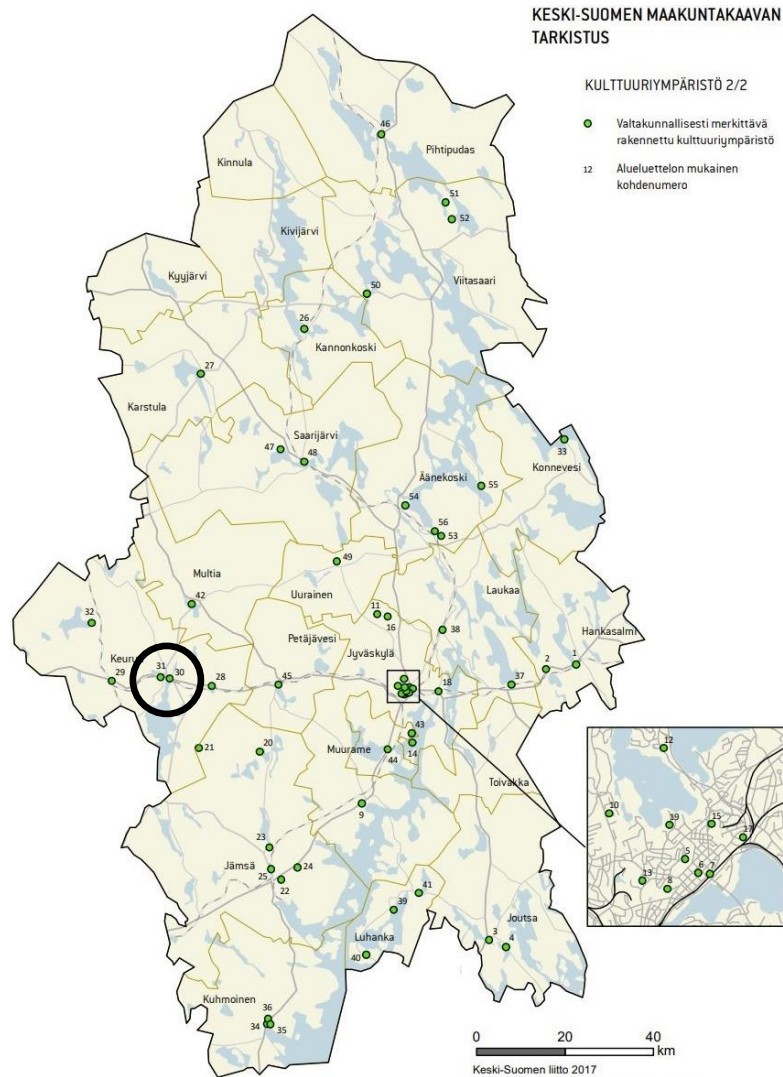 KESKI-SUOMEN MAAKUNTAKAAVAN
TARKISTUS
KULTTUURIYMPÄRISTÖ 2/2
Valtakunnallisesti merkittävä
rakennettu kulttuuriympäristö
12 Alueluettelon mukainen
kohdenumero
46
Pihtipudas
Kinnula
51
52
Kivijärvi
Kyyjärvi
Viitasaari
50
26
Kannonkoski
27
Karstula
Saarijärvi
47
48
33
Konnevesi
Äänekoski
55
54
56
53
49
Multia
42
Uurainen
Laukaa
32
11
16
38
Petäjävesi
Hankasalmi
Jyväskylä
2
1
Keuruu
31
30
29
28
45
18
37
43
14
21
20
Muurame
44
Toivakka
9
12
10
19
15
17
5
6
7
13
8
23
Jämsä
24
25
22
41
39
Joutsa
3
4
Luhanka
40
Kuhmoinen
36
34
35
0 20 40
km
Keski-Suomen liitto 2017